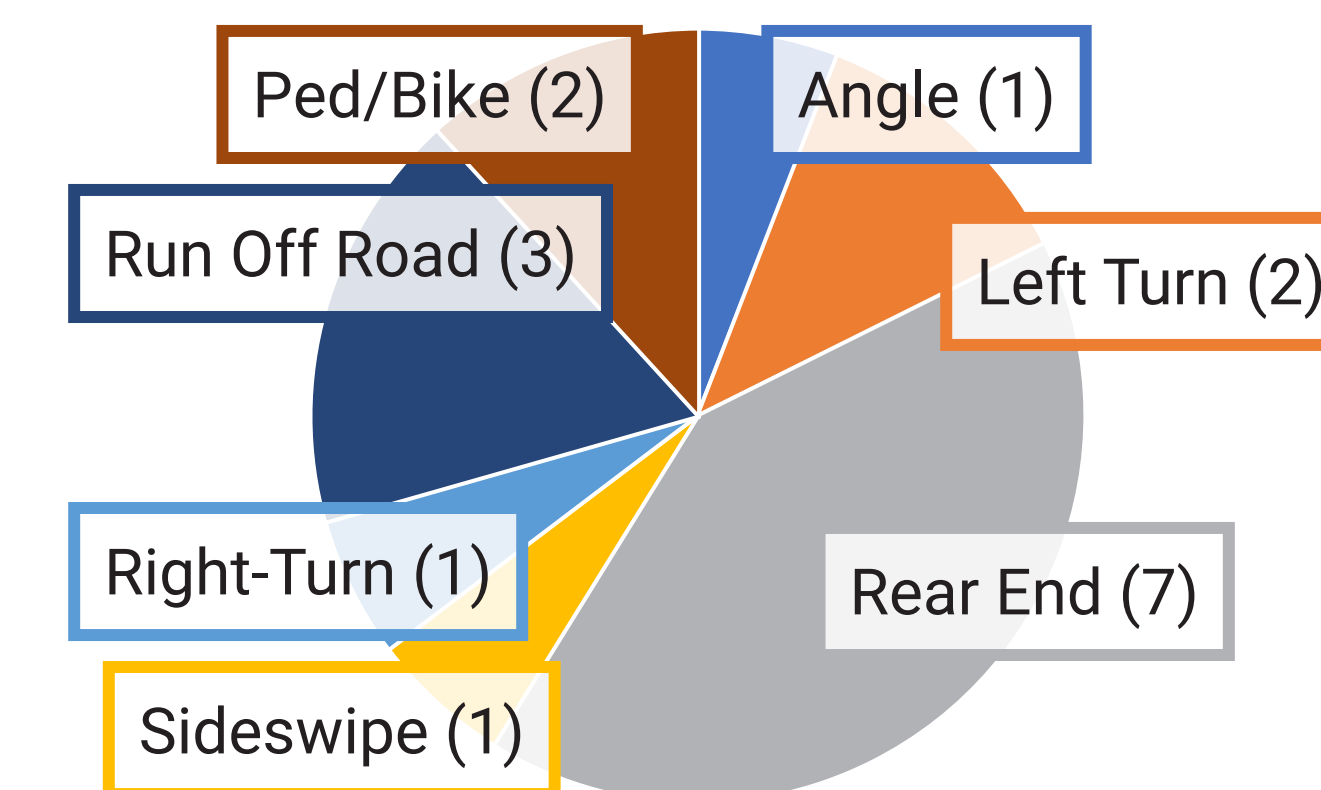 Ped/Bike (2)
Angle (1)
Run Off Road (3)
Left Turn (2)
Right-Turn (1)
Rear End (7)
Sideswipe (1)